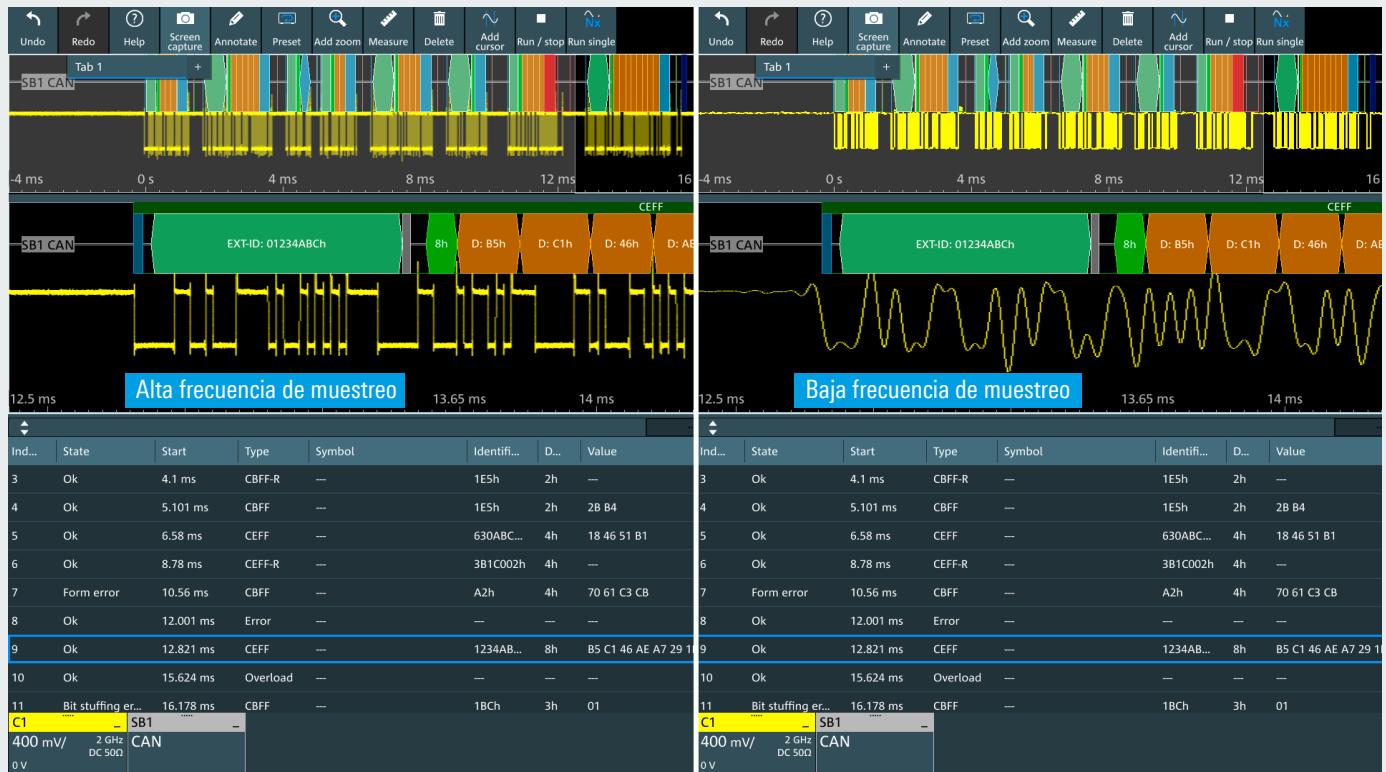 Undo Redo Help Screen capture Annotate Preset Add zoom Measure Delete Add cursor Run / stop Run single
Tab 1 +
SB1 CAN
-4 ms 0 s 4 ms 8 ms 12 ms 16
CEFF
SB1 CAN EXT-ID: 01234ABCh 8h D: B5h D: C1h D: 46h D: AE
Alta frecuencia de muestreo
12.5 ms 13.65 ms 14 ms
Ind... State Start Type Symbol Identifi... D... Value
3 Ok 4.1 ms CBFF-R --- 1E5h 2h ---
4 Ok 5.101 ms CBFF --- 1E5h 2h 2B B4
5 Ok 6.58 ms CEFF --- 630ABC... 4h 18 46 51 B1
6 Ok 8.78 ms CEFF-R --- 3B1C002h 4h ---
7 Form error 10.56 ms CBFF --- A2h 4h 70 61 C3 CB
8 Ok 12.001 ms Error --- --- --- ---
9 Ok 12.821 ms CEFF --- 1234AB... 8h B5 C1 46 AE A7 29 1
10 Ok 15.624 ms Overload --- --- --- ---
11 Bit stuffing er... 16.178 ms CBFF --- 1BCh 3h 01
C1 SB1
400 mV/ 2 GHz CAN
DC 50Ω
0 V
Undo Redo Help Screen capture Annotate Preset Add zoom Measure Delete Add cursor Run / stop Run single
Tab 1 +
SB1 CAN
-4 ms 0 s 4 ms 8 ms 12 ms 16
CEFF
SB1 CAN EXT-ID: 01234ABCh 8h D: B5h D: C1h D: 46h D: AE
Baja frecuencia de muestreo
12.5 ms 13.65 ms 14 ms
Ind... State Start Type Symbol Identifi... D... Value
3 Ok 4.1 ms CBFF-R --- 1E5h 2h ---
4 Ok 5.101 ms CBFF --- 1E5h 2h 2B B4
5 Ok 6.58 ms CEFF --- 630ABC... 4h 18 46 51 B1
6 Ok 8.78 ms CEFF-R --- 3B1C002h 4h ---
7 Form error 10.56 ms CBFF --- A2h 4h 70 61 C3 CB
8 Ok 12.001 ms Error --- --- --- ---
9 Ok 12.821 ms CEFF --- 1234AB... 8h B5 C1 46 AE A7 29 1
10 Ok 15.624 ms Overload --- --- --- ---
11 Bit stuffing er... 16.178 ms CBFF --- 1BCh 3h 01
C1 SB1
400 mV/ 2 GHz CAN
DC 50Ω
0 V